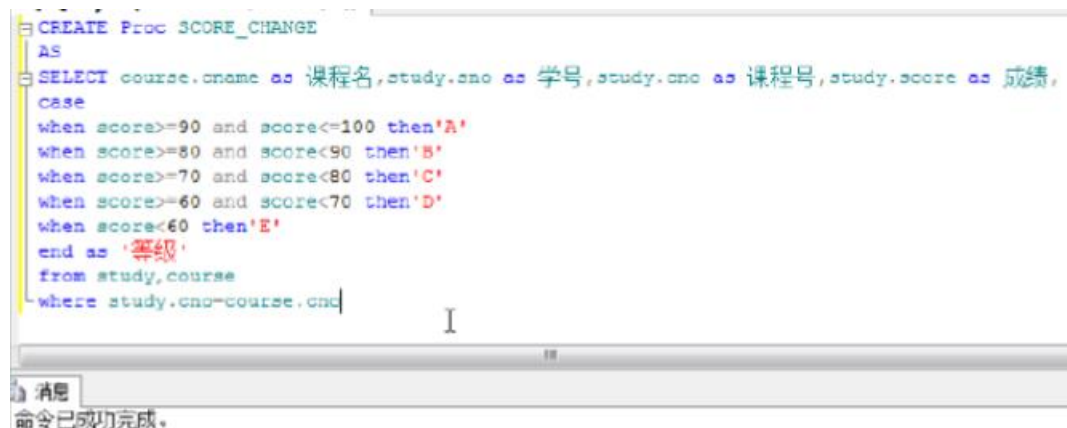 CREATE Proc SCORE_CHANGE
AS
SELECT course.cname as 课程名,study.sno as 学号,study.cno as 课程号,study.score as 成绩,
case
when score>=90 and score<=100 then'A'
when score>=80 and score<90 then'B'
when score>=70 and score<80 then'C'
when score>=60 and score<70 then'D'
when score<60 then'E'
end as '等级'
from study,course
where study.cno=course.cno
消息
命令已成功完成。